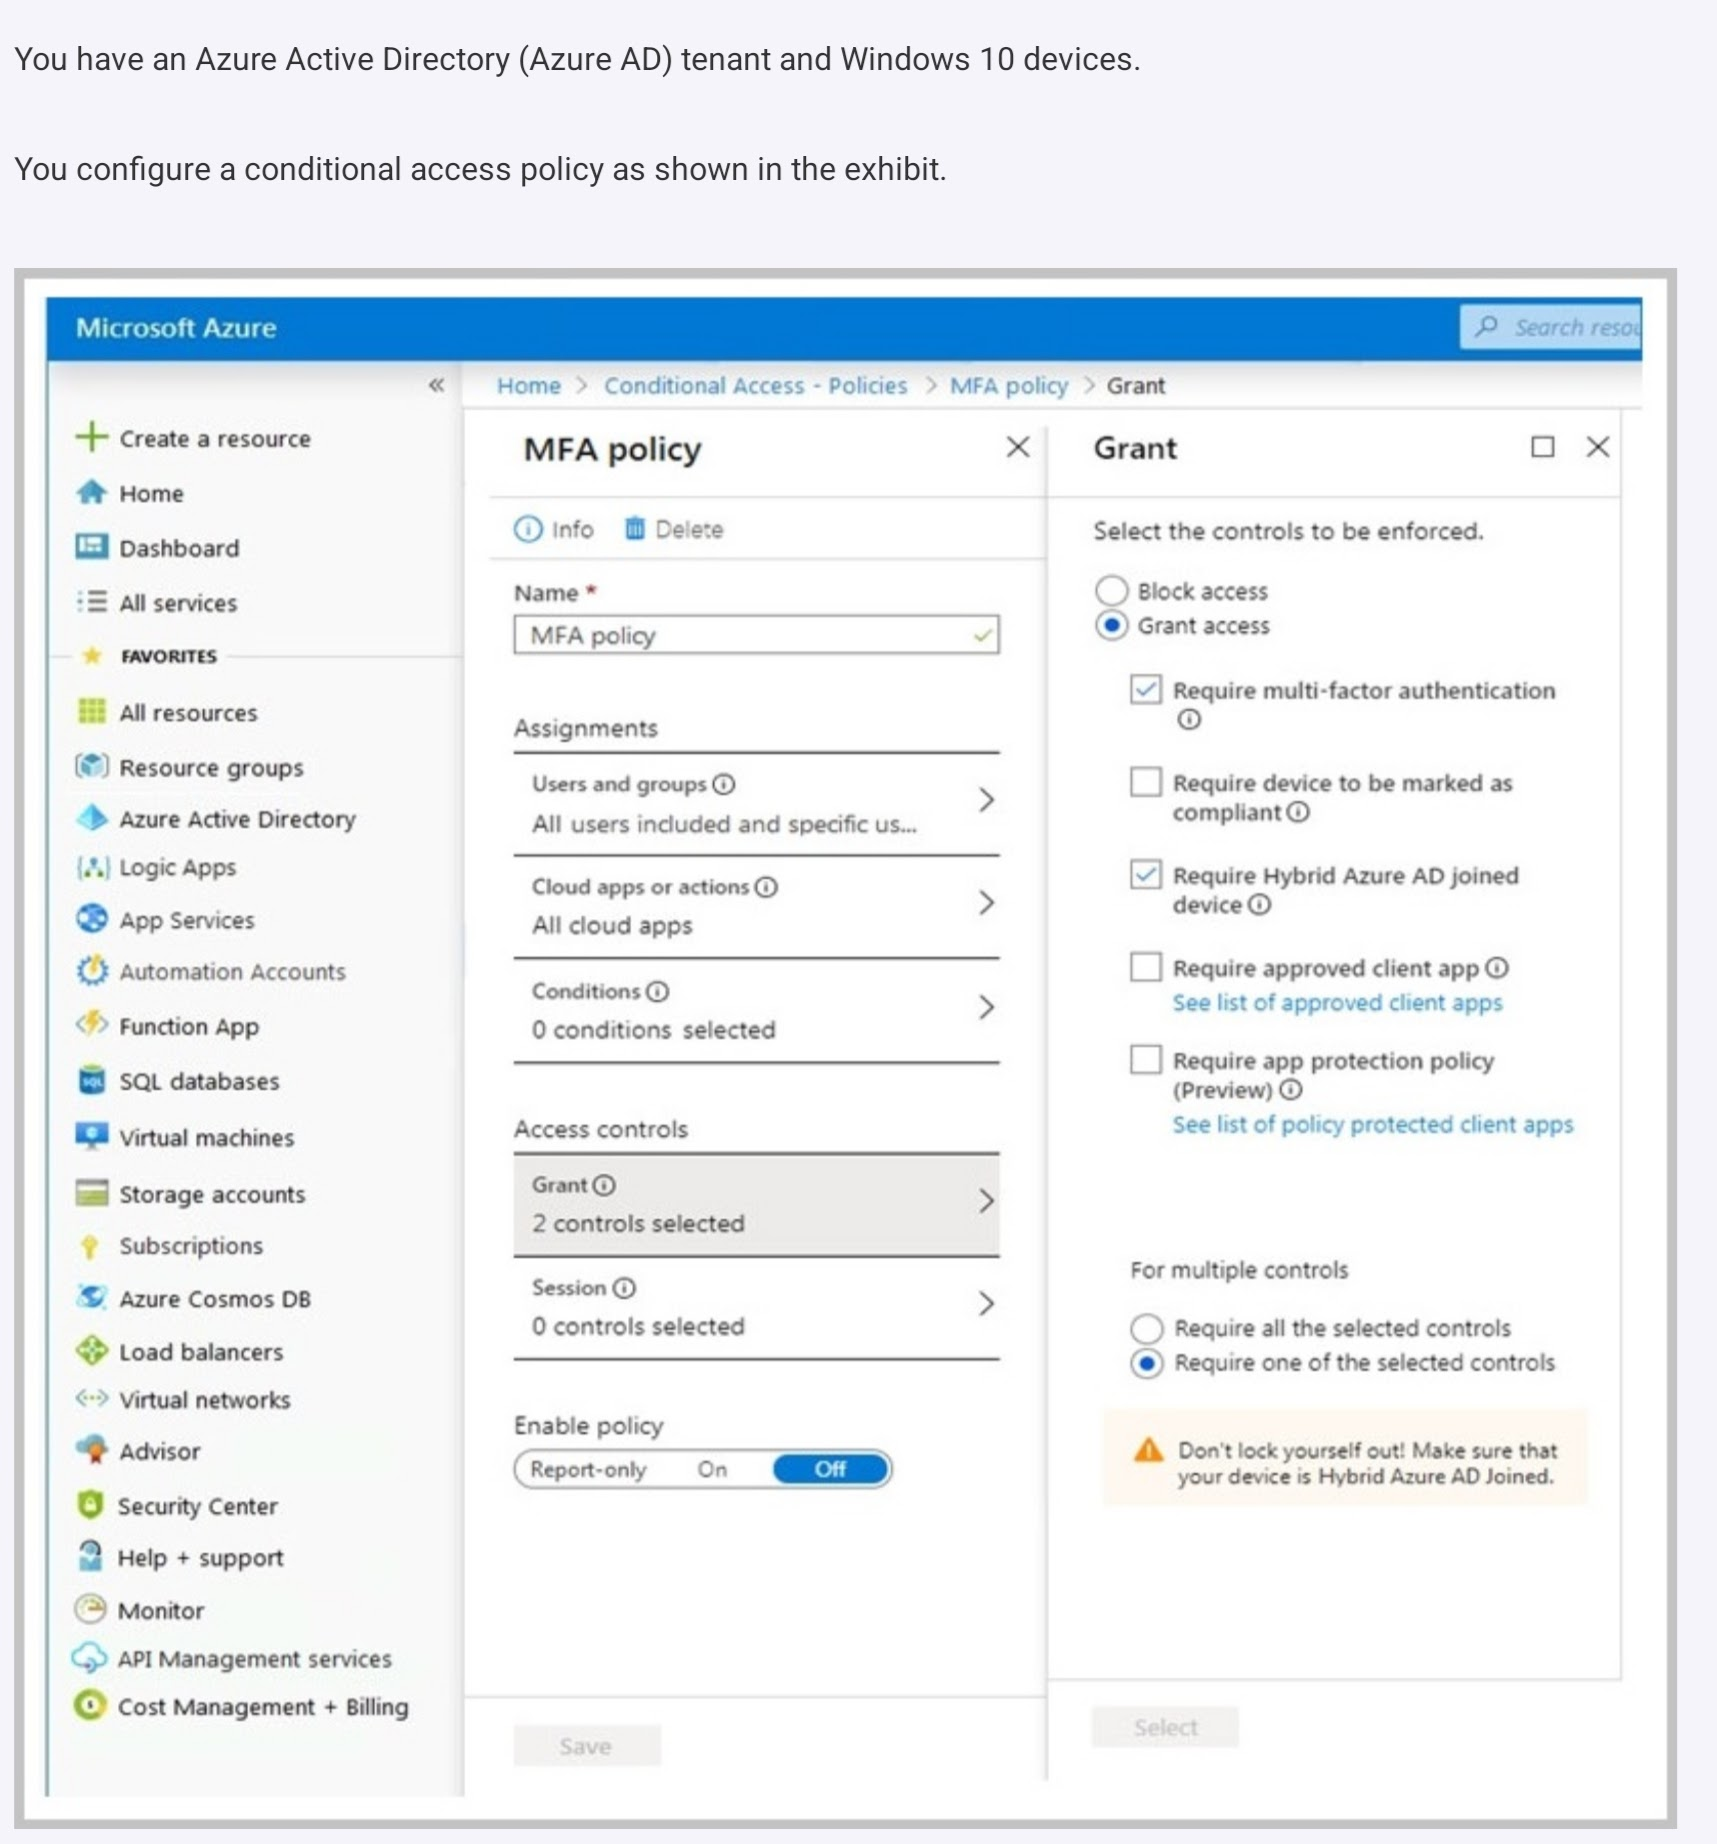 You have an Azure Active Directory (Azure AD) tenant and Windows 10 devices.
You configure a conditional access policy as shown in the exhibit.
Microsoft Azure
Search
«
Home > Conditional Access - Policies > MFA policy > Grant
Create a resource
Home
Dashboard
All services
FAVORITES
All resources
Resource groups
Azure Active Directory
Logic Apps
App Services
Automation Accounts
Function App
SQL databases
Virtual machines
Storage accounts
Subscriptions
Azure Cosmos DB
Load balancers
Virtual networks
Advisor
Security Center
Help + support
Monitor
API Management services
Cost Management + Billing
MFA policy
Info Delete
Name *
MFA policy
Assignments
Users and groups
All users included and specific us...
Cloud apps or actions
All cloud apps
Conditions
0 conditions selected
Access controls
Grant
2 controls selected
Session
0 controls selected
Enable policy
Report-only On Off
Save
Grant
Select the controls to be enforced.
Block access
Grant access
Require multi-factor authentication
Require device to be marked as
compliant
Require Hybrid Azure AD joined
device
Require approved client app
See list of approved client apps
Require app protection policy
(Preview)
See list of policy protected client apps
For multiple controls
Require all the selected controls
Require one of the selected controls
Don't lock yourself out! Make sure that
your device is Hybrid Azure AD Joined.
Select